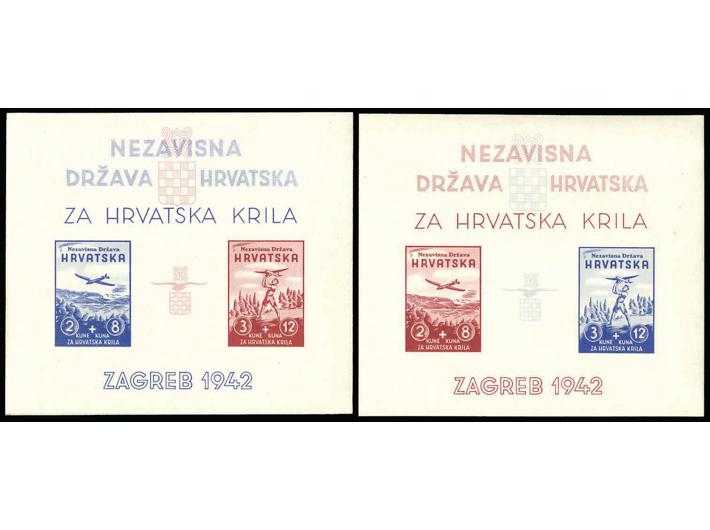 NEZAVISNA
DRŽAVA HRVATSKA
ZA HRVATSKA KRILA
Nezavisna Država
HRVATSKA
2 + 8
KUNE KUNA
ZA HRVATSKA KRILA
Nezavisna Država
HRVATSKA
3 + 12
KUNE KUNA
ZA HRVATSKA KRILA
ZAGREB 1942
NEZAVISNA
DRŽAVA HRVATSKA
ZA HRVATSKA KRILA
Nezavisna Država
HRVATSKA
2 + 8
KUNE KUNA
ZA HRVATSKA KRILA
Nezavisna Država
HRVATSKA
3 + 12
KUNE KUNA
ZA HRVATSKA KRILA
ZAGREB 1942